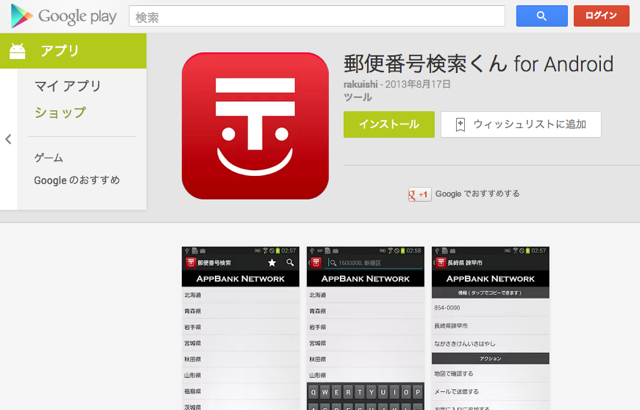 Google play
検索
ログイン
アプリ
マイ アプリ
ショップ
ゲーム
Google のおすすめ
郵便番号検索くん for Android
rakuishi - 2013年8月17日
ツール
インストール
ウィッシュリストに追加
+1
Google でおすすめする
02:57
郵便番号検索
APPBANK NETWORK
北海道
青森県
岩手県
宮城県
秋田県
山形県
福島県
茨城県
02:58
1600000, 新宿区
APPBANK NETWORK
北海道
青森県
岩手県
宮城県
秋田県
山形県
Q W E R T Y U I O P
02:57
長崎県 諫早市
APPBANK NETWORK
情報 (タップでコピーできます)
854-0000
長崎県諫早市
ながさきけんいさはやし
アクション
地図で確認する
メールで送信する
お気に入りに追加する